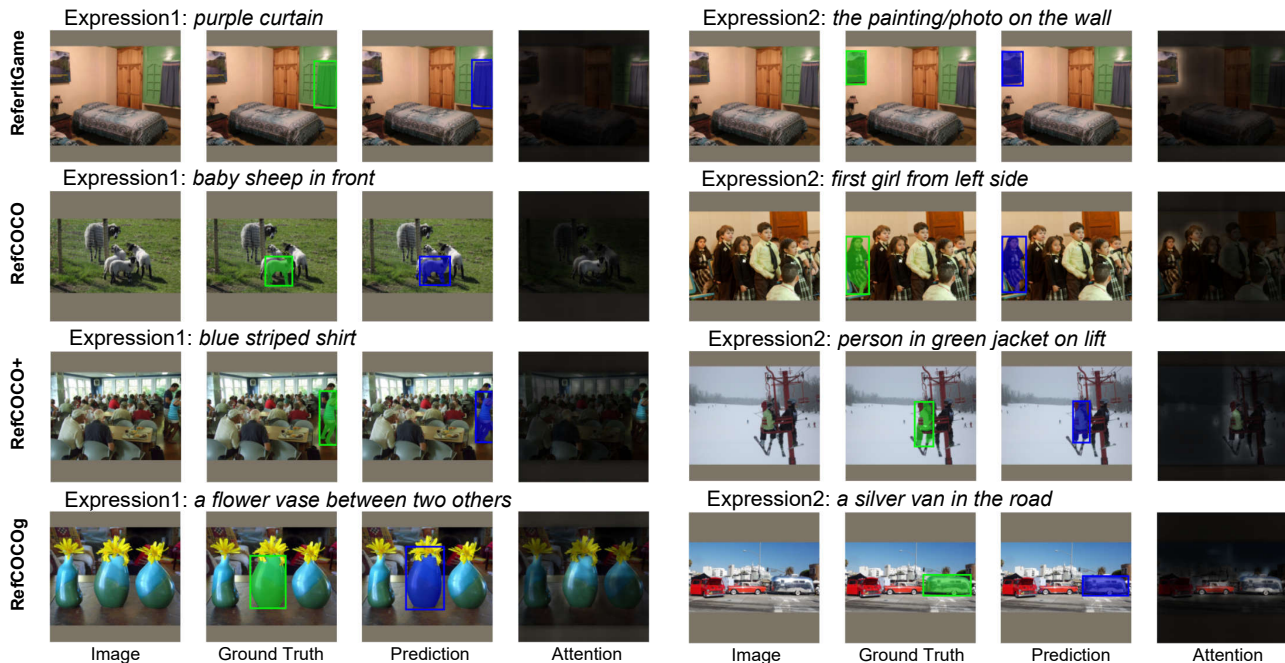 Expression1: purple curtain
Expression2: the painting/photo on the wall
ReferItGame
Expression1: baby sheep in front
Expression2: first girl from left side
RefCOCO
Expression1: blue striped shirt
Expression2: person in green jacket on lift
RefCOCO+
Expression1: a flower vase between two others
Expression2: a silver van in the road
RefCOCOg
Image Ground Truth Prediction Attention Image Ground Truth Prediction Attention